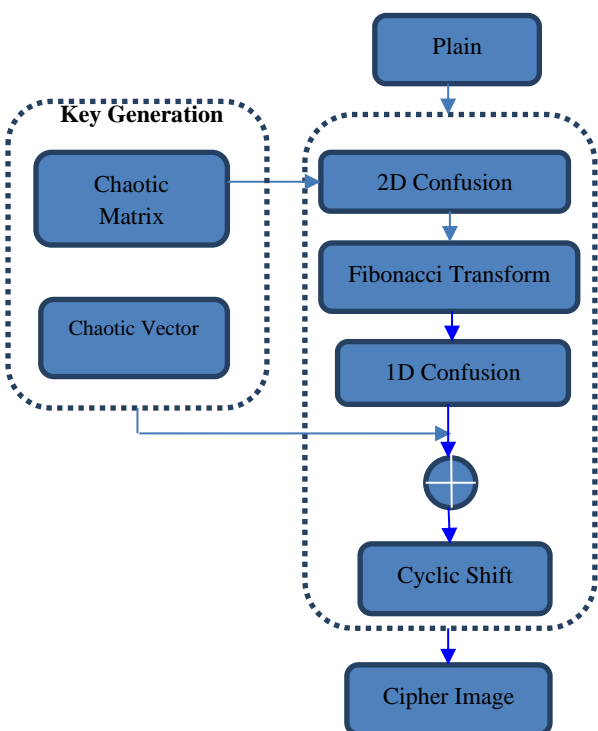 Plain
Key Generation
Chaotic
Matrix
Chaotic Vector
2D Confusion
Fibonacci Transform
1D Confusion
Cyclic Shift
Cipher Image